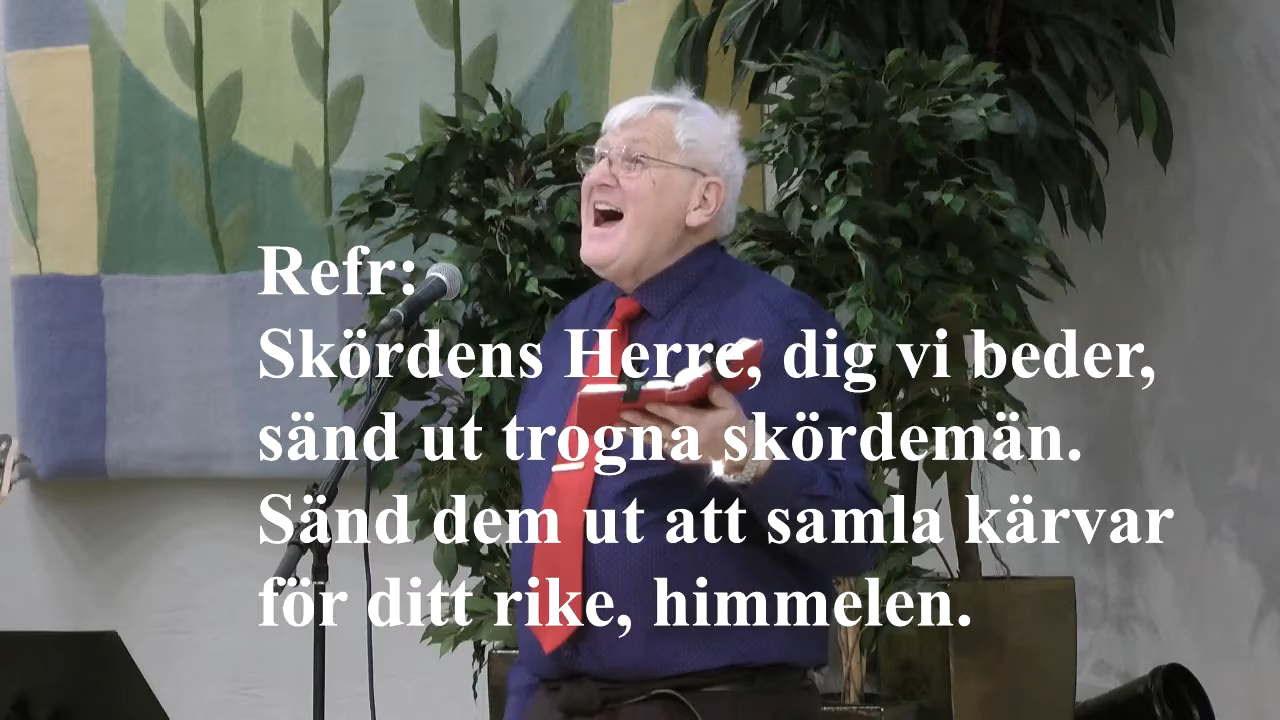 Refr:
Skördens Herre, dig vi beder,
sänd ut trogna skördemän.
Sänd dem ut att samla kärvar
för ditt rike, himmelen.